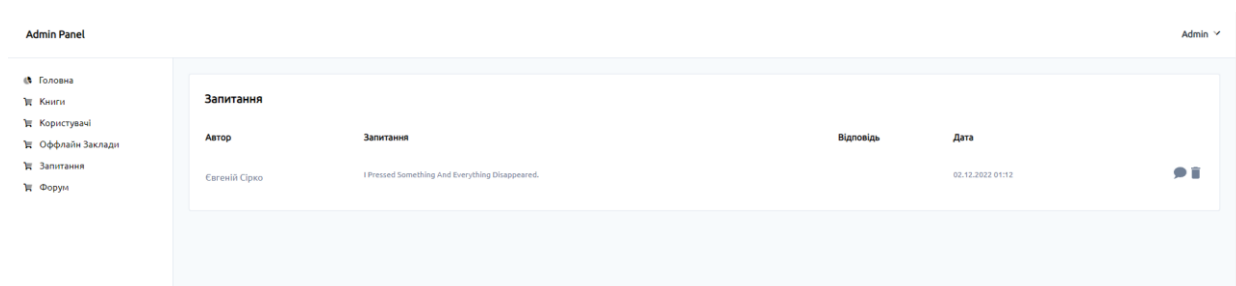 Admin Panel
Admin
Головна
Книги
Користувачі
Оффлайн Заклади
Запитання
Форум
Запитання
Автор Запитання Відповідь Дата
Євгеній Сірко I Pressed Something And Everything Disappeared. 02.12.2022 01:12